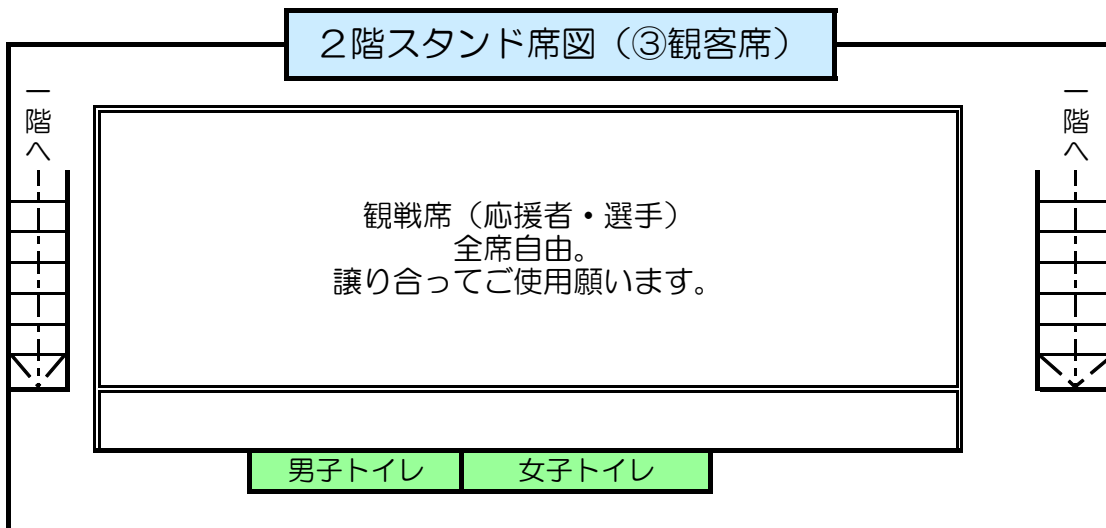 ２階スタンド席図（③観客席）
一階へ
一階へ
観戦席（応援者・選手）
全席自由。
譲り合ってご使用願います。
男子トイレ
女子トイレ